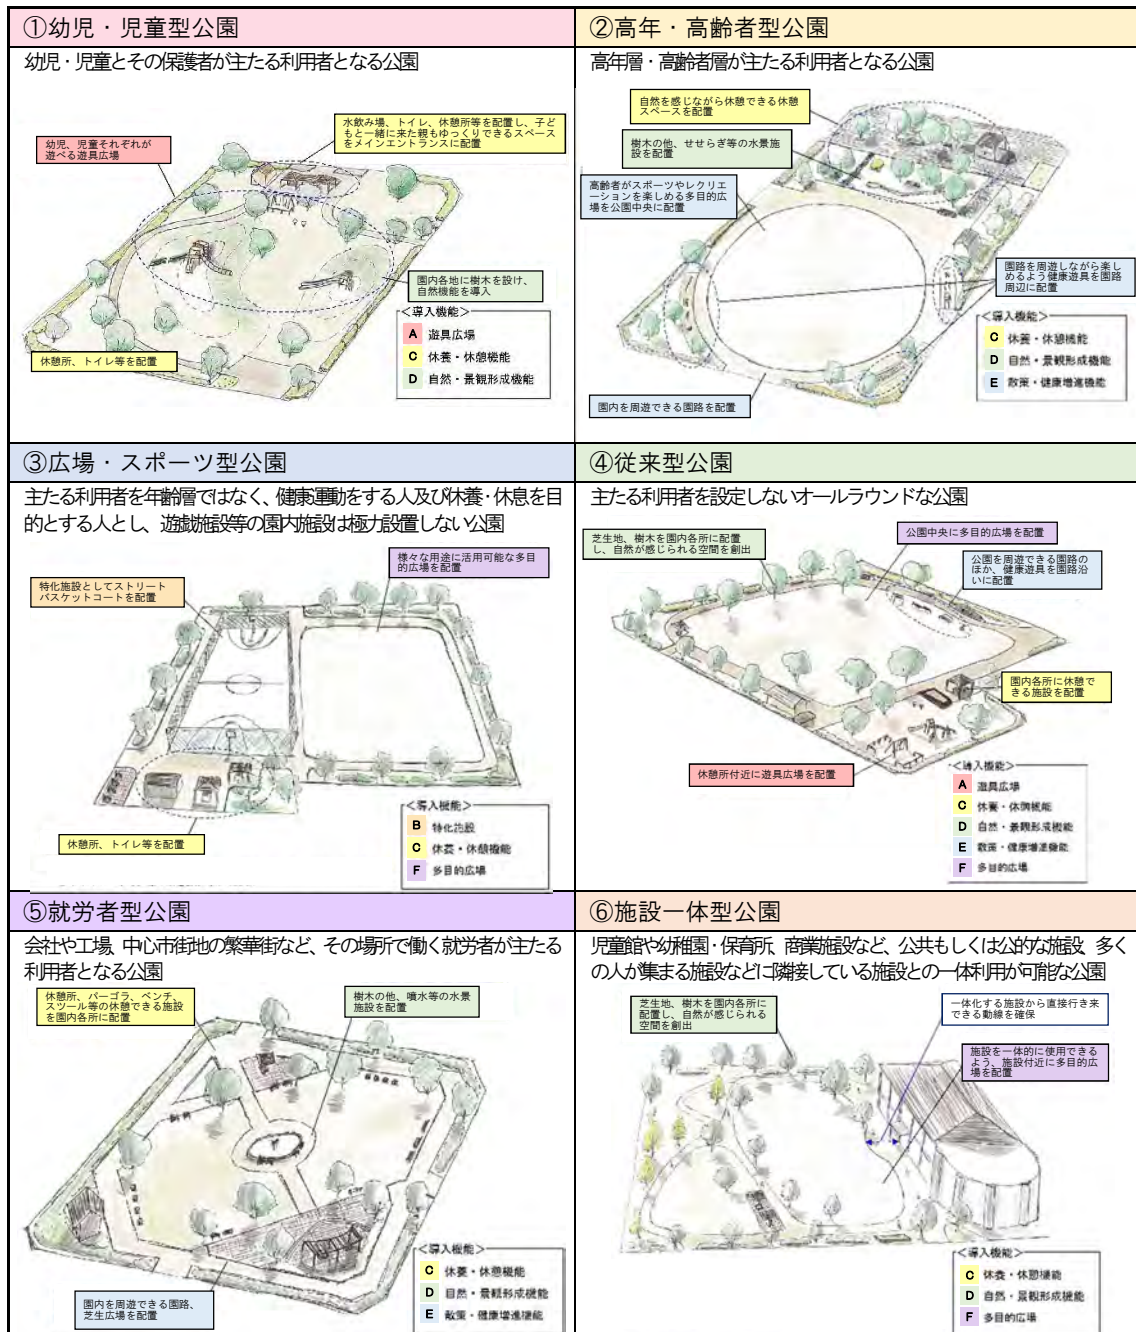 ①幼児・児童型公園
幼児・児童とその保護者が主たる利用者となる公園
幼児、児童それぞれが
遊べる遊具広場
水飲み場、トイレ、休憩所等を配置し、子ど
もと一緒に来た親もゆっくりできるスペース
をメインエントランスに配置
園内各地に樹木を設け、
自然機能を導入
休憩所、トイレ等を配置
＜導入機能＞
A 遊具広場
C 休養・休憩機能
D 自然・景観形成機能
②高年・高齢者型公園
高年層・高齢者層が主たる利用者となる公園
自然を感じながら休憩できる休憩
スペースを配置
樹木の他、せせらぎ等の水景施
設を配置
高齢者がスポーツやレクリエ
ーションを楽しめる多目的広
場を公園中央に配置
園路を周遊しながら楽し
めるよう健康遊具を園路
周辺に配置
園内を周遊できる園路を配置
＜導入機能＞
C 休養・休憩機能
D 自然・景観形成機能
E 散策・健康増進機能
③広場・スポーツ型公園
主たる利用者を年齢層ではなく、健康運動をする人及び休養・休息を目
的とする人とし、遊戯施設等の園内施設は極力設置しない公園
特化施設としてストリート
バスケットコートを配置
様々な用途に活用可能な多目
的広場を配置
休憩所、トイレ等を配置
＜導入機能＞
B 特化施設
C 休養・休憩機能
F 多目的広場
④従来型公園
主たる利用者を設定しないオールラウンドな公園
芝生地、樹木を園内各所に配置
し、自然が感じられる空間を創出
公園中央に多目的広場を配置
公園を周遊できる園路の
ほか、健康遊具を園路沿
いに配置
園内各所に休憩で
きる施設を配置
休憩所付近に遊具広場を配置
＜導入機能＞
A 遊具広場
C 休養・休憩機能
D 自然・景観形成機能
E 散策・健康増進機能
F 多目的広場
⑤就労者型公園
会社や工場、中心市街地の繁華街など、その場所で働く就労者が主たる
利用者となる公園
休憩所、パーゴラ、ベンチ、
スツール等の休憩できる施設
を園内各所に配置
樹木の他、噴水等の水景
施設を配置
園内を周遊できる園路、
芝生広場を配置
＜導入機能＞
C 休養・休憩機能
D 自然・景観形成機能
E 散策・健康増進機能
⑥施設一体型公園
児童館や幼稚園・保育所、商業施設など、公共もしくは公的な施設、多く
の人が集まる施設などに隣接している施設との一体利用が可能な公園
芝生地、樹木を園内各所に
配置し、自然が感じられる
空間を創出
一体化する施設から直接行き来
できる動線を確保
施設を一体的に使用できる
よう、施設付近に多目的広
場を配置
＜導入機能＞
C 休養・休憩機能
D 自然・景観形成機能
F 多目的広場